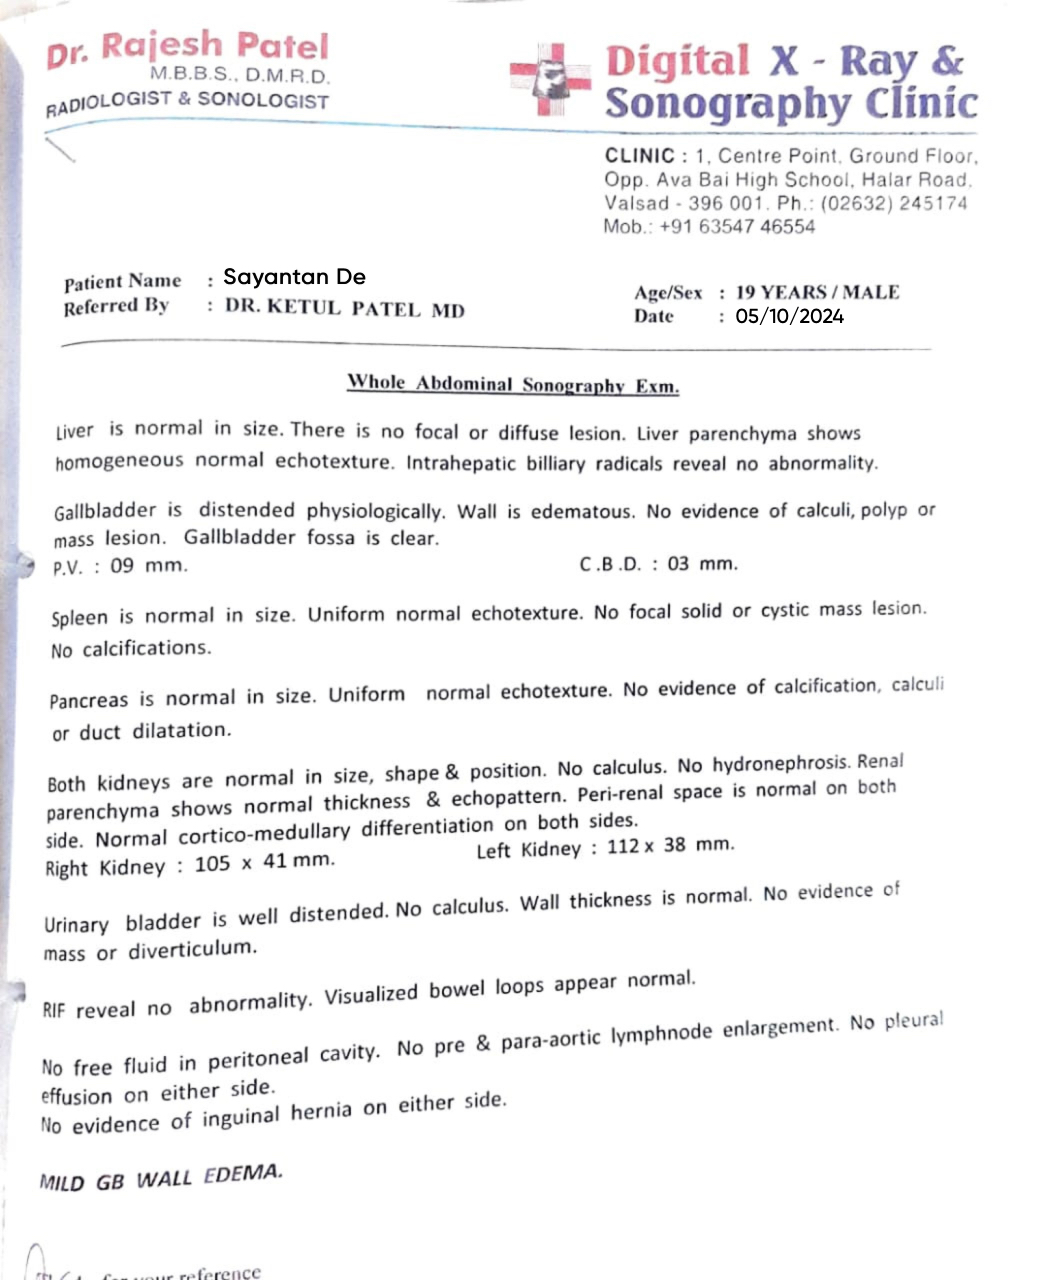 Dr. Rajesh Patel
M.B.B.S., D.M.R.D.
RADIOLOGIST & SONOLOGIST
Digital X - Ray &
Sonography Clinic
CLINIC : 1, Centre Point, Ground Floor,
Opp. Ava Bai High School, Halar Road,
Valsad - 396 001. Ph.: (02632) 245174
Mob.: +91 63547 46554
Patient Name : Sayantan De
Referred By : DR. KETUL PATEL MD
Age/Sex : 19 YEARS / MALE
Date : 05/10/2024
Whole Abdominal Sonography Exm.
Liver is normal in size. There is no focal or diffuse lesion. Liver parenchyma shows
homogeneous normal echotexture. Intrahepatic billiary radicals reveal no abnormality.
Gallbladder is distended physiologically. Wall is edematous. No evidence of calculi, polyp or
mass lesion. Gallbladder fossa is clear.
P.V. : 09 mm. C.B.D. : 03 mm.
Spleen is normal in size. Uniform normal echotexture. No focal solid or cystic mass lesion.
No calcifications.
Pancreas is normal in size. Uniform normal echotexture. No evidence of calcification, calculi
or duct dilatation.
Both kidneys are normal in size, shape & position. No calculus. No hydronephrosis. Renal
parenchyma shows normal thickness & echopattern. Peri-renal space is normal on both
side. Normal cortico-medullary differentiation on both sides.
Right Kidney : 105 x 41 mm. Left Kidney : 112 x 38 mm.
Urinary bladder is well distended. No calculus. Wall thickness is normal. No evidence of
mass or diverticulum.
RIF reveal no abnormality. Visualized bowel loops appear normal.
No free fluid in peritoneal cavity. No pre & para-aortic lymphnode enlargement. No pleural
effusion on either side.
No evidence of inguinal hernia on either side.
MILD GB WALL EDEMA.
for your reference